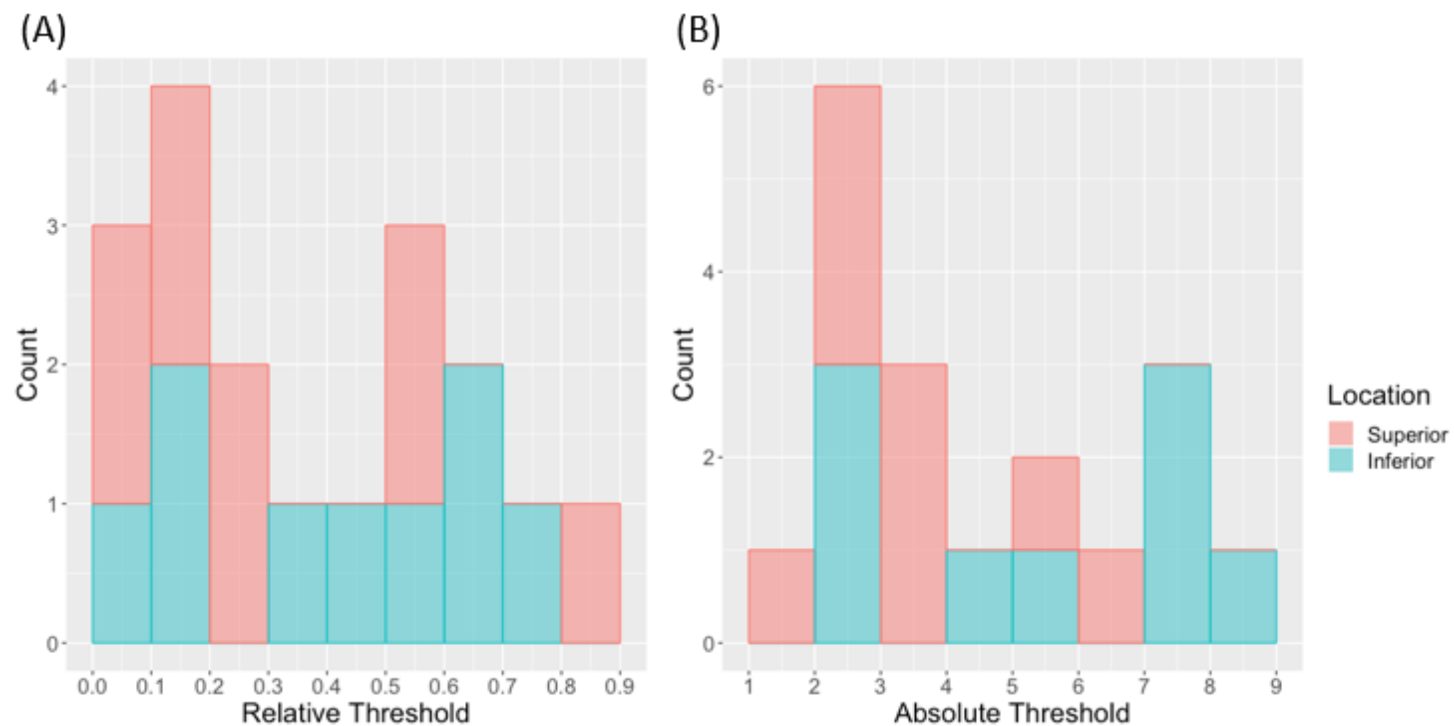 (A)
(B)
4
3
2
1
0
Count
0.0 0.1 0.2 0.3 0.4 0.5 0.6 0.7 0.8 0.9
Relative Threshold
6
4
2
0
Count
1 2 3 4 5 6 7 8 9
Absolute Threshold
Location
Superior
Inferior